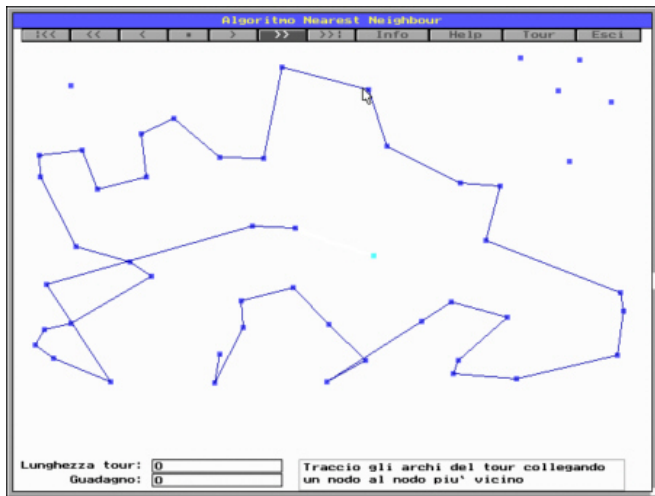 Algoritmo Nearest Neighbour
:<< << < ▪ > >> >>: Info Help Tour Esci
Lunghezza tour: 0
Guadagno: 0
Traccio gli archi del tour collegando
un nodo al nodo piu` vicino